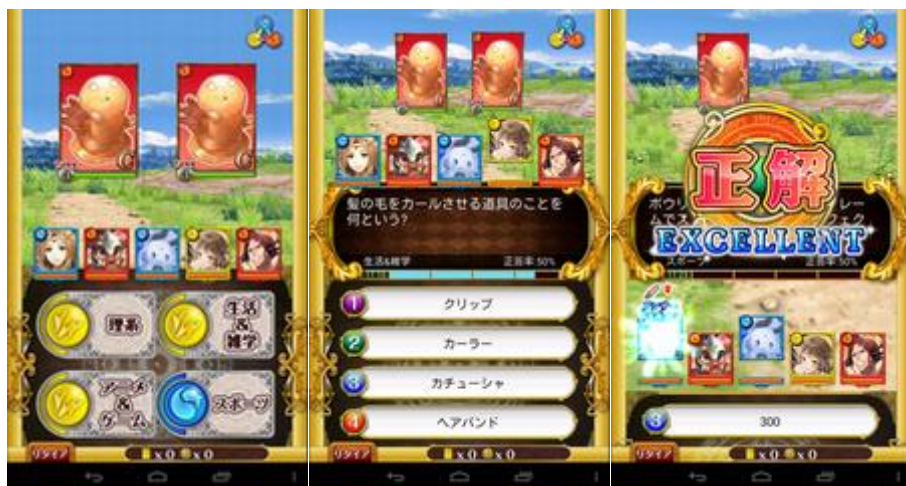 理系
生活
&
雑学
アニメ
&
ゲーム
スポーツ
リタイア
x0 x0
髪の毛をカールさせる道具のことを
何という?
生活&雑学 正答率 50%
1 クリップ
2 カーラー
3 カチューシャ
4 ヘアバンド
リタイア
x0 x0
正解
EXCELLENT
ボウリ
レー
ムでス
フェク
スポーツ 正答率 50%
3 300
リタイア
x0 x0